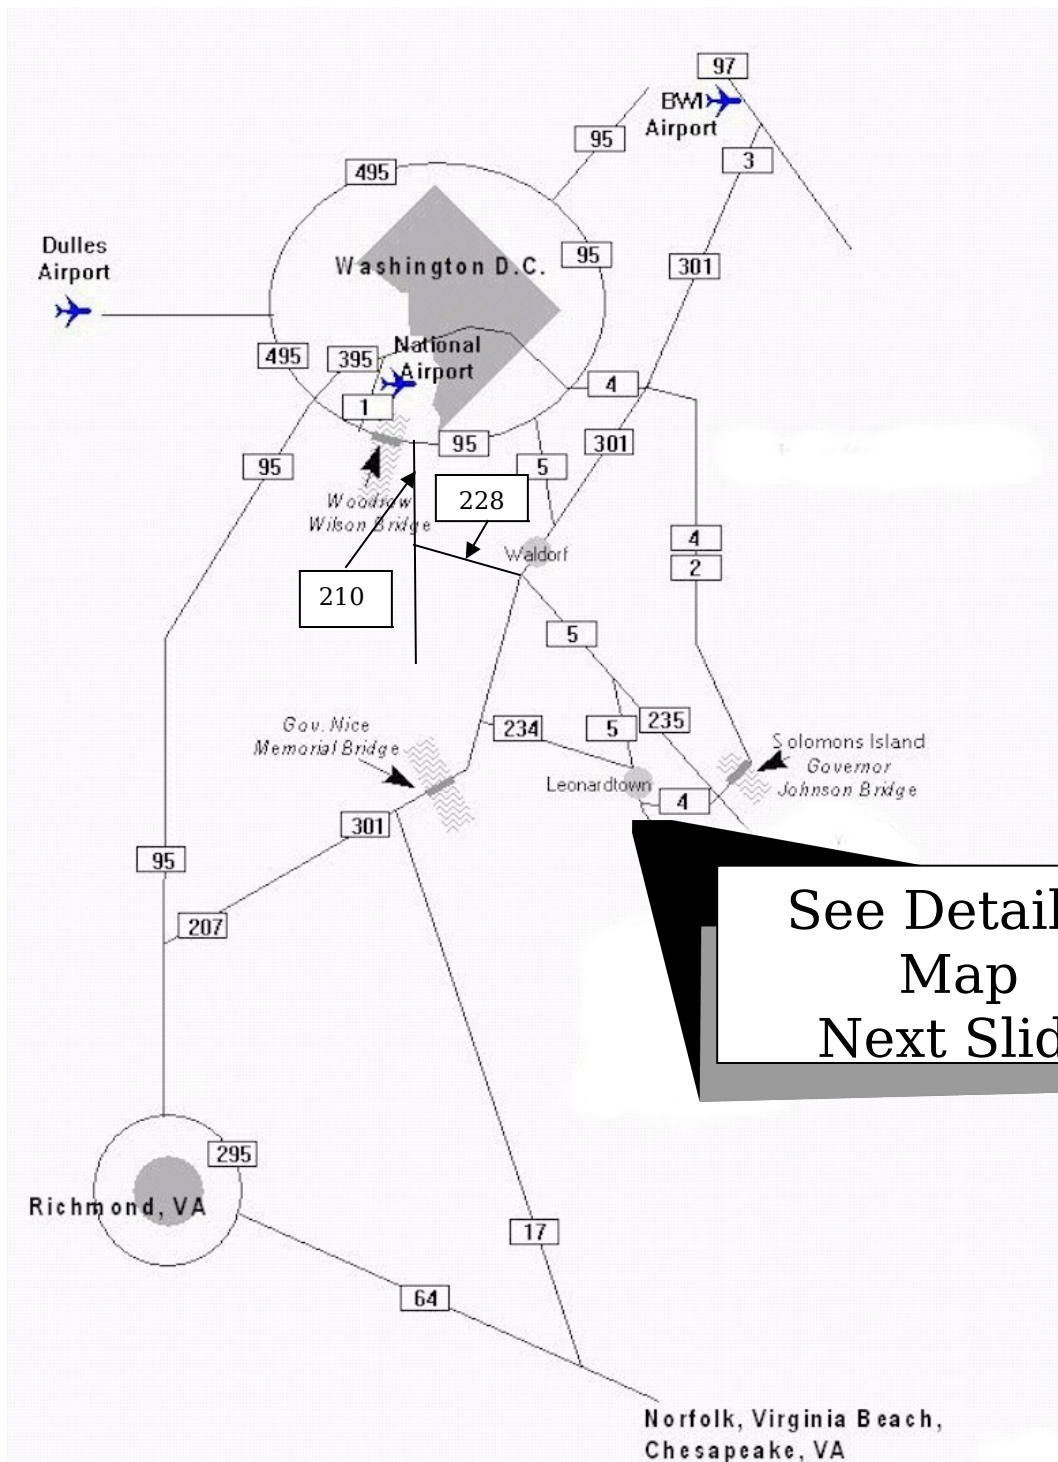 97
BWI
Airport
95
3
495
Dulles
Airport
95
Washington D.C.
301
National
Airport
495
395
4
1
95
301
95
5
228
Woodrow
Wilson Bridge
Waldorf
4
2
210
5
Gov. Nice
Memorial Bridge
234
5
235
Solomons Island
Governor
Johnson Bridge
Leonardtown
4
301
95
207
See Detail
Map
Next Slid
295
Richmond, VA
17
64
Norfolk, Virginia Beach,
Chesapeake, VA